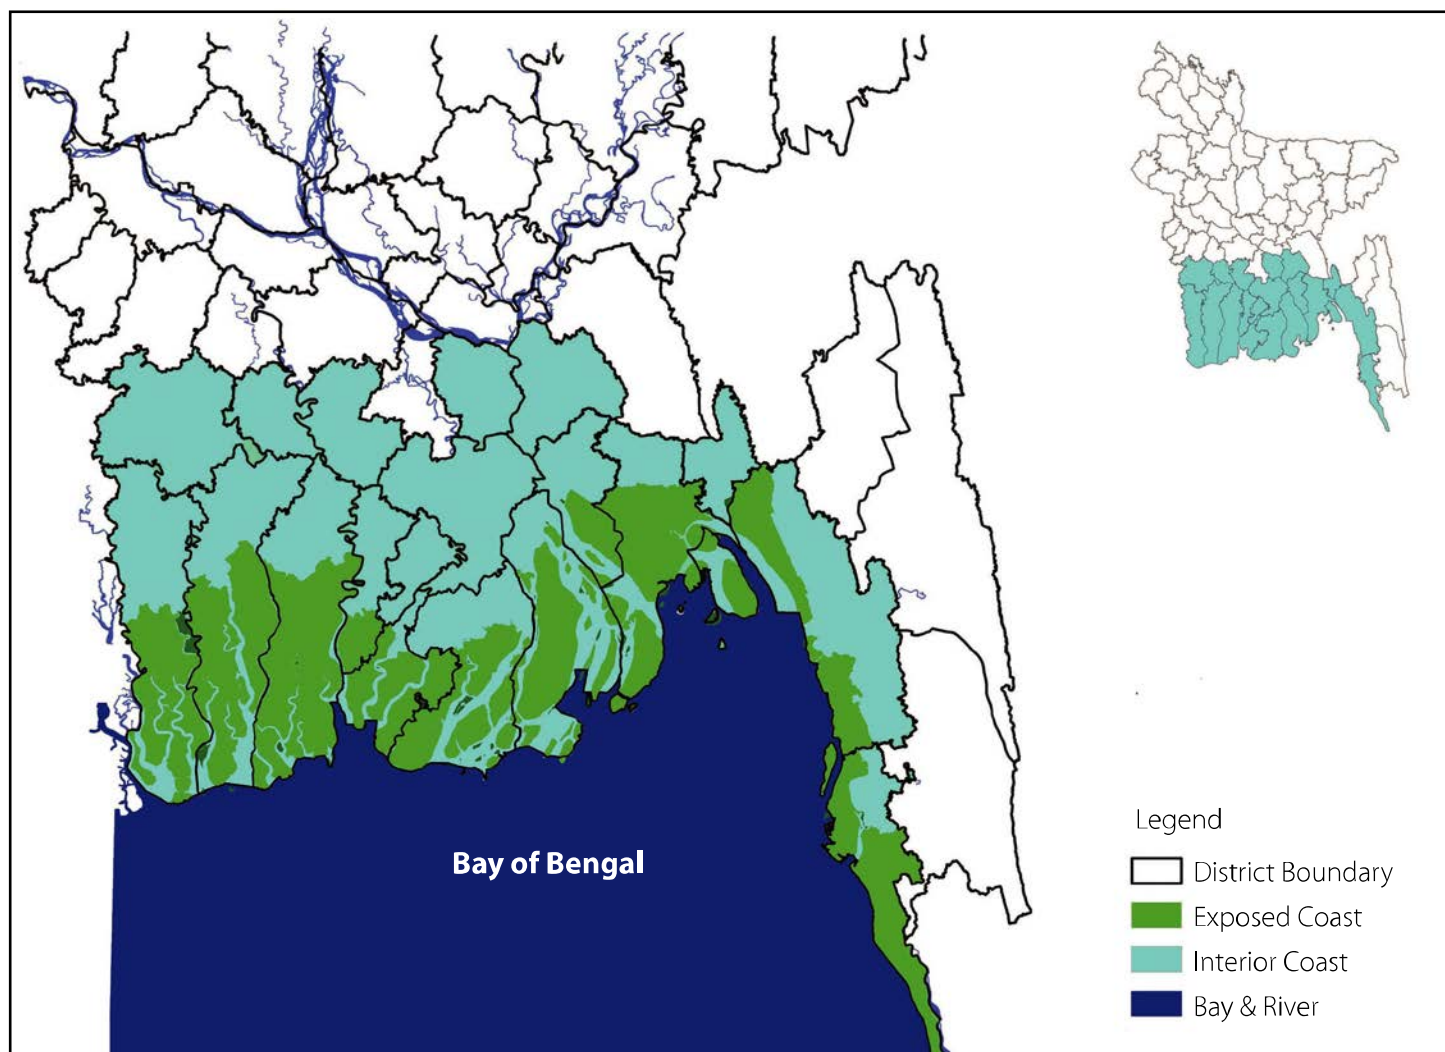 Bay of Bengal
Legend
District Boundary
Exposed Coast
Interior Coast
Bay & River